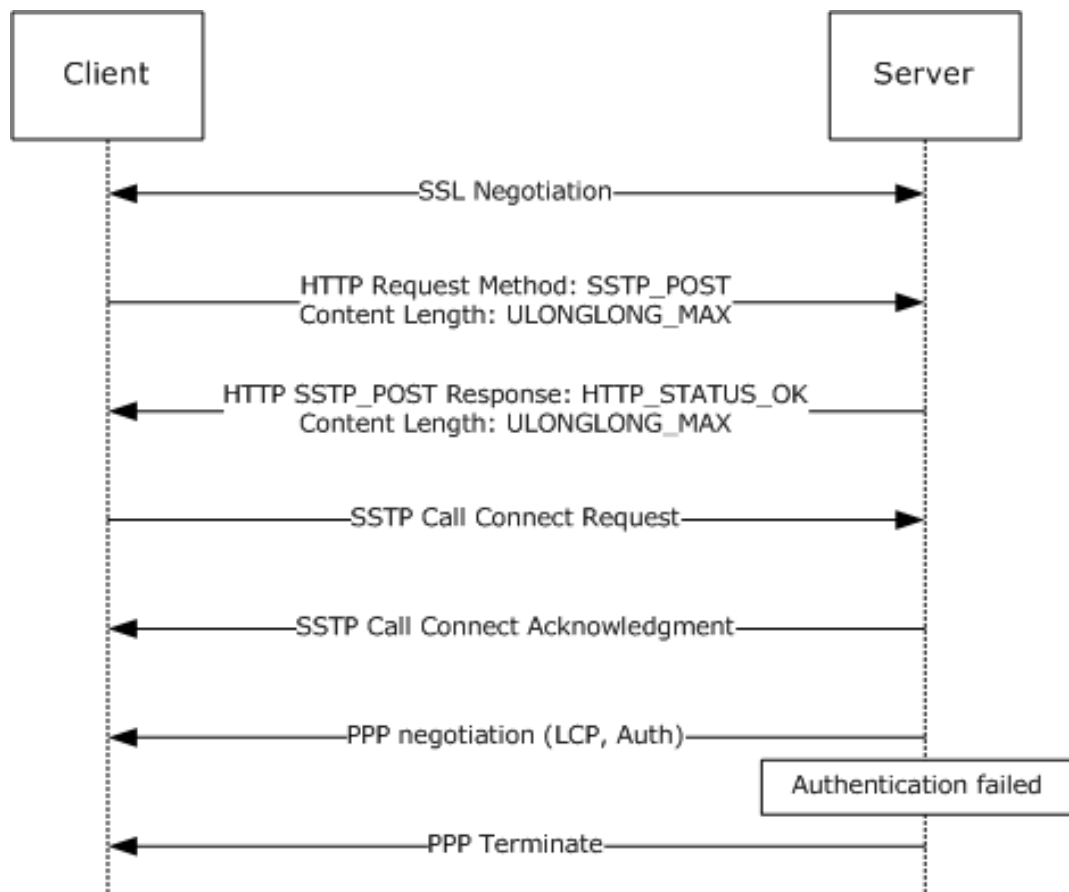 Client
Server
SSL Negotiation
HTTP Request Method: SSTP_POST
Content Length: ULONGLONG_MAX
HTTP SSTP_POST Response: HTTP_STATUS_OK
Content Length: ULONGLONG_MAX
SSTP Call Connect Request
SSTP Call Connect Acknowledgment
PPP negotiation (LCP, Auth)
Authentication failed
PPP Terminate